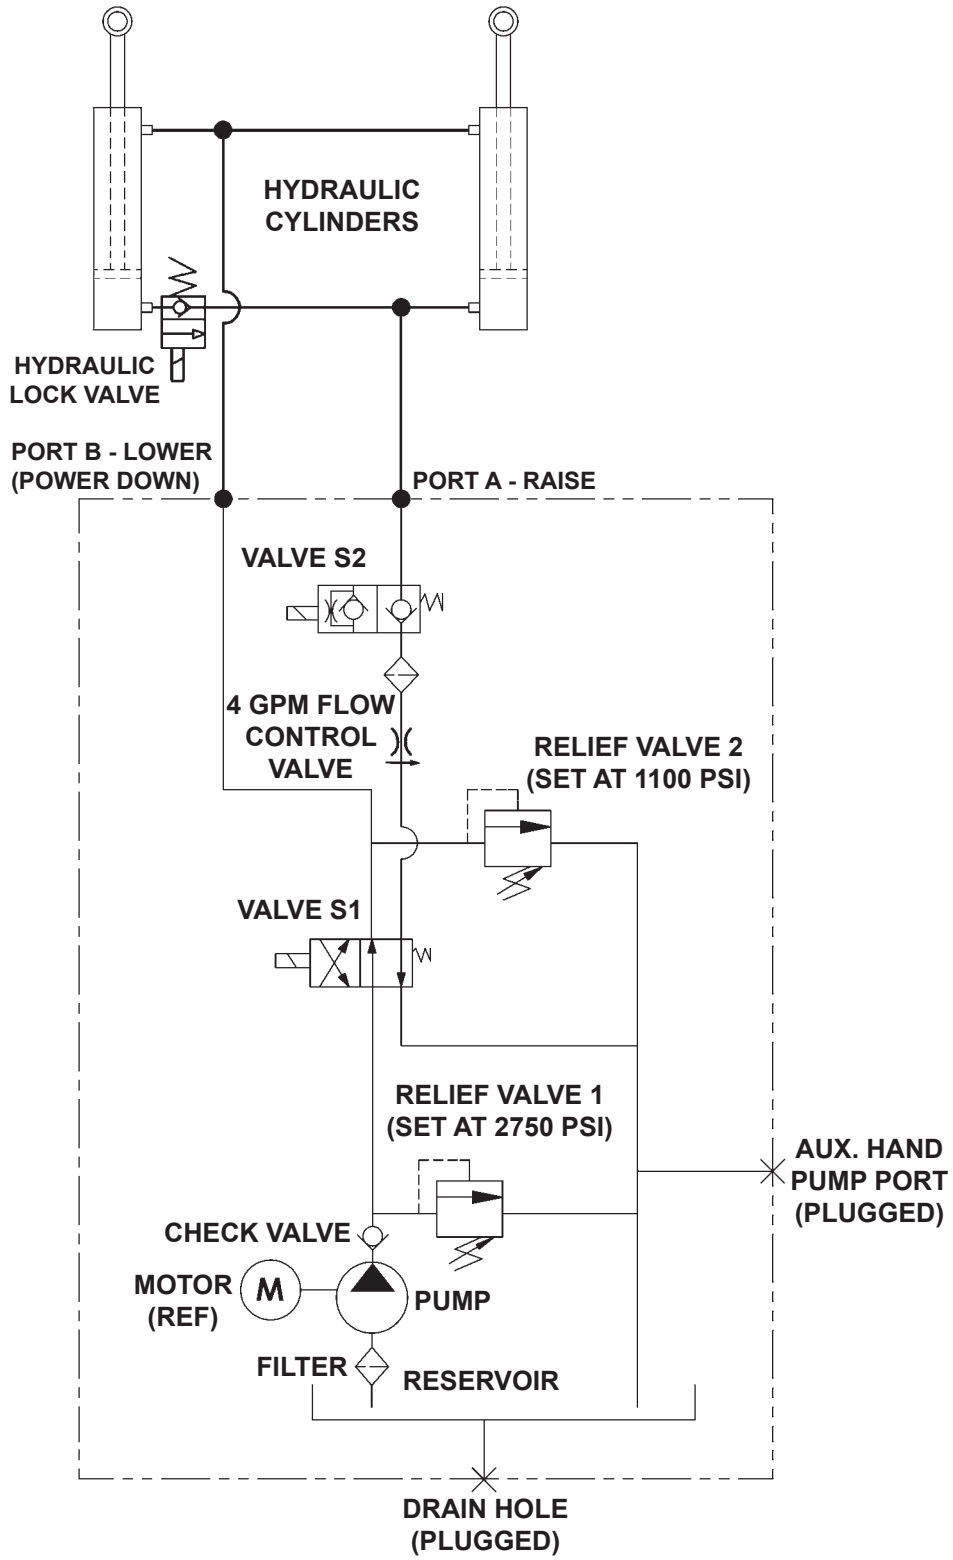 HYDRAULIC
CYLINDERS
HYDRAULIC
LOCK VALVE
PORT B - LOWER
(POWER DOWN)
PORT A - RAISE
VALVE S2
4 GPM FLOW
CONTROL
VALVE
RELIEF VALVE 2
(SET AT 1100 PSI)
VALVE S1
RELIEF VALVE 1
(SET AT 2750 PSI)
AUX. HAND
PUMP PORT
(PLUGGED)
CHECK VALVE
MOTOR
(REF)
M
PUMP
FILTER
RESERVOIR
DRAIN HOLE
(PLUGGED)